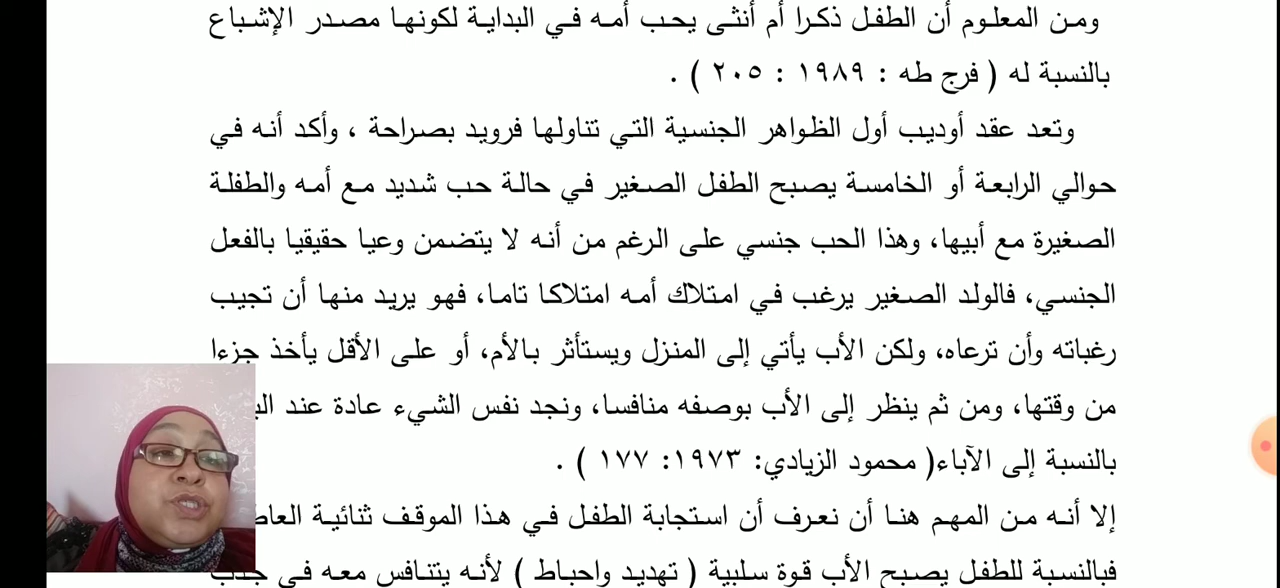 ومن المعلوم أن الطفل ذكرا أم أنثى يحب أمه في البداية لكونها مصدر الإشباع
بالنسبة له ( فرج طه : ١٩٨٩ : ٢٠٥ ) .
وتعد عقد أوديب أول الظواهر الجنسية التي تناولها فرويد بصراحة ، وأكد أنه في
حوالي الرابعة أو الخامسة يصبح الطفل الصغير في حالة حب شديد مع أمه والطفلة
الصغيرة مع أبيها، وهذا الحب جنسي على الرغم من أنه لا يتضمن وعيا حقيقيا بالفعل
الجنسي، فالولد الصغير يرغب في امتلاك أمه امتلاكا تاما، فهو يريد منها أن تجيب
رغباته وأن ترعاه، ولكن الأب يأتي إلى المنزل ويستأثر بالأم، أو على الأقل يأخذ جزءا
من وقتها، ومن ثم ينظر إلى الأب بوصفه منافسا، ونجد نفس الشيء عادة عند
بالنسبة إلى الآباء( محمود الزيادي: ١٩٧٣: ١٧٧ ) .
إلا أنه من المهم هنا أن نعرف أن استجابة الطفل في هذا الموقف ثنائية
فبالنسبة للطفل يصبح الأب قوة سلبية ( تهديد واحباط ) لأنه يتنافس معه في جذب